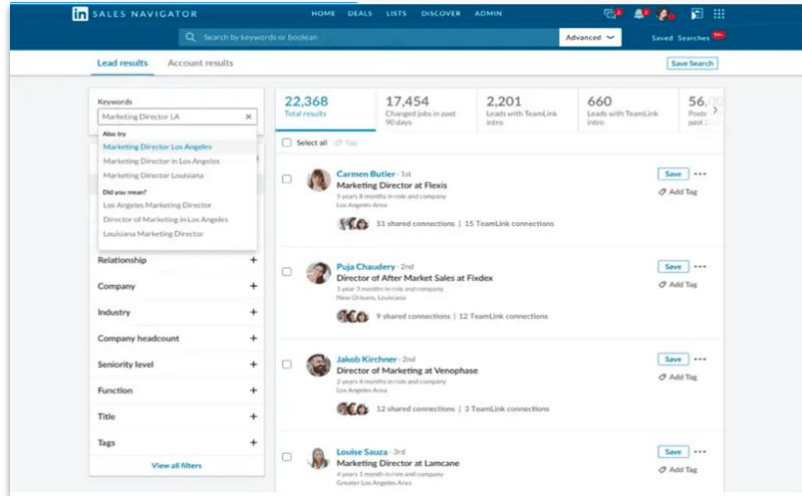 in SALES NAVIGATOR
HOME DEALS LISTS DISCOVER ADMIN
Search by keywords or boolean
Advanced
Saved Searches
Lead results Account results
Save Search
Keywords
Marketing Director LA
Also try
Marketing Director Los Angeles
Marketing Director in Los Angeles
Marketing Director Louisiana
Did you mean?
Los Angeles Marketing Director
Director of Marketing in Los Angeles
Louisiana Marketing Director
Relationship
Company
Industry
Company headcount
Seniority level
Function
Title
Tags
View all filters
22,368
Total results
17,454
Changed jobs in past
90 days
2,201
Leads with TeamLink
intro
660
Leads with TeamLink
intro
Posts
past
Select all Tag
Carmen Butler · 1st
Marketing Director at Flexis
5 years 8 months in role and company
Los Angeles Area
51 shared connections | 15 TeamLink connections
Save
Add Tag
Puja Chaudery · 2nd
Director of After Market Sales at Fixdex
1 year 3 months in role and company
New Orleans, Louisiana
9 shared connections | 12 TeamLink connections
Save
Add Tag
Jakob Kirchner · 2nd
Director of Marketing at Venophase
2 years 4 months in role and company
Los Angeles Area
12 shared connections | 3 TeamLink connections
Save
Add Tag
Louise Sauza · 3rd
Marketing Director at Lamcane
4 years 1 month in role and company
Greater Los Angeles Area
Save
Add Tag